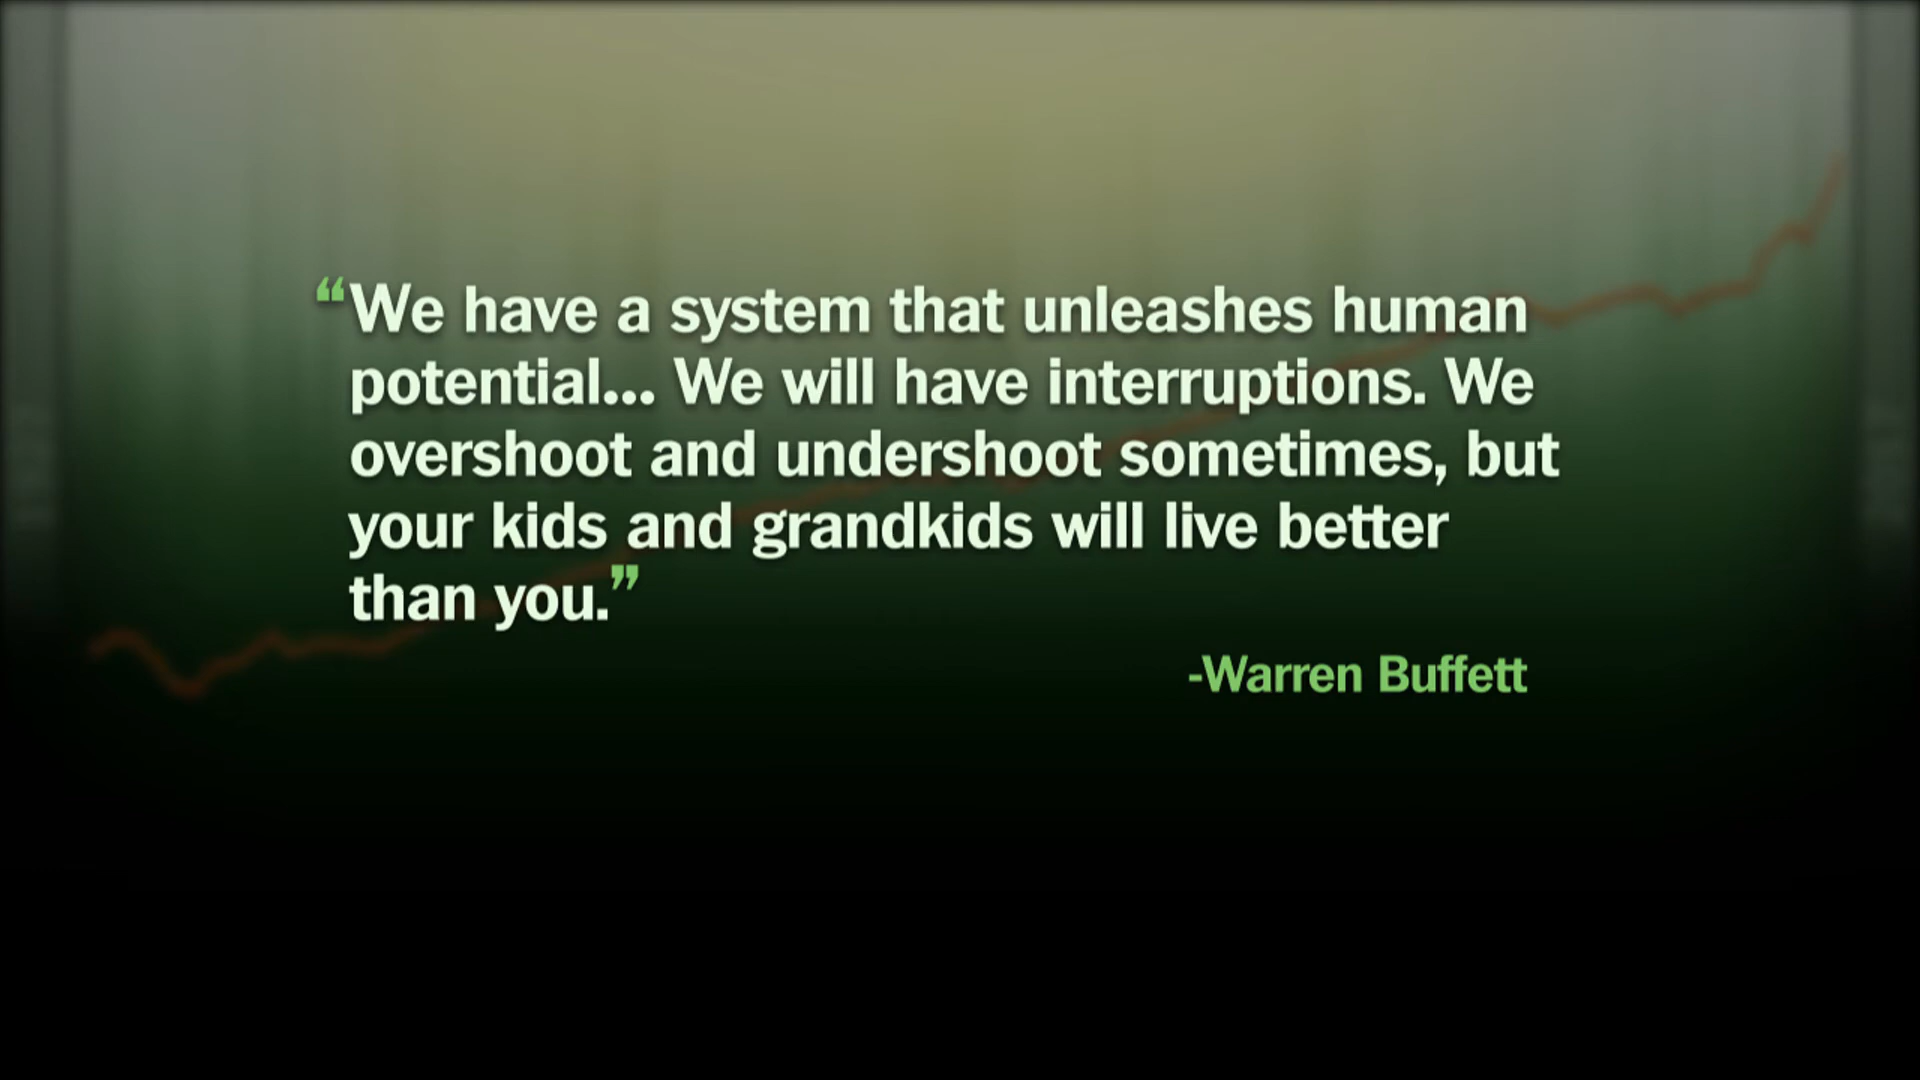 “We have a system that unleashes human
potential... We will have interruptions. We
overshoot and undershoot sometimes, but
your kids and grandkids will live better
than you.”
-Warren Buffett